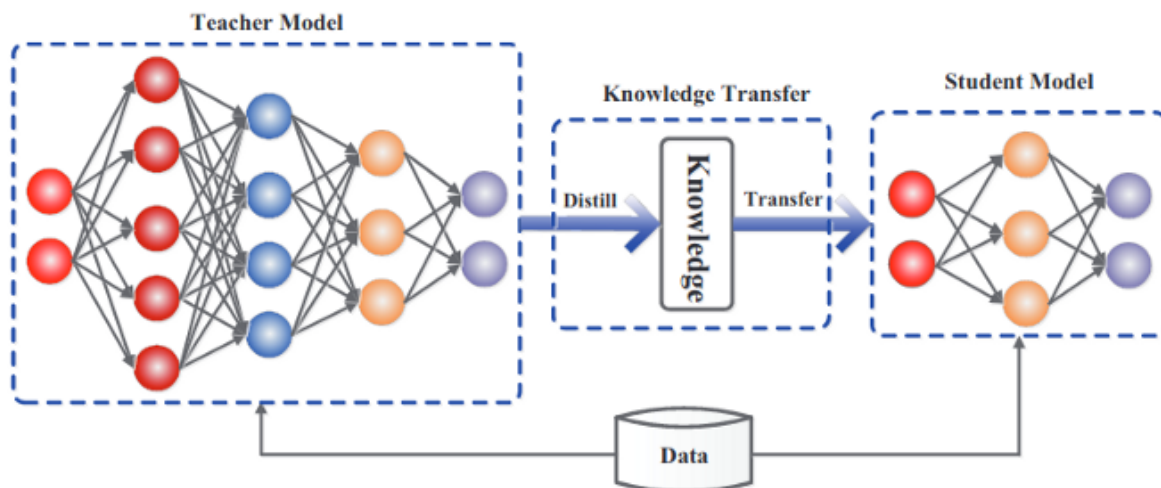 Teacher Model
Knowledge Transfer
Student Model
Distill
Knowledge
Transfer
Data